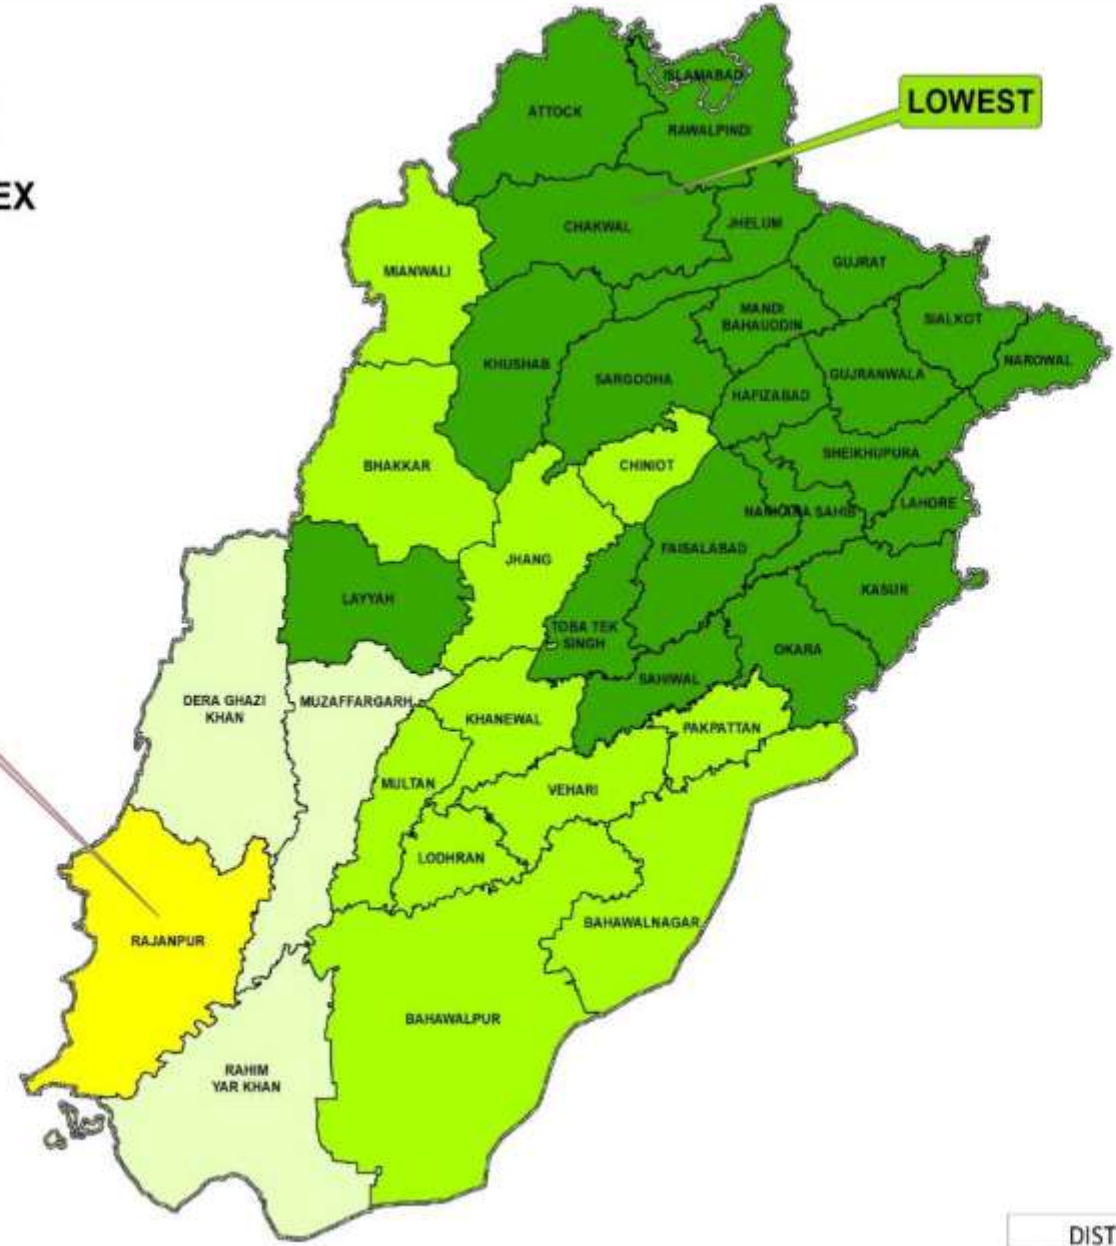 ISLAMABAD
ATTOCK
LOWEST
RAWALPINDI
EX
CHAKWAL
JHELUM
GUJRAT
MIANWALI
MANDI
BAHAUDDIN
SIALKOT
KHUSHAB
NAROWAL
SARGODHA
GUJRANWALA
HAFIZABAD
SHEIKHUPURA
BHAKKAR
CHINIOT
LAHORE
NANKANA SAHIB
FAISALABAD
JHANG
KASUR
LAYYAH
TOBA TEK
SINGH
OKARA
SAHIWAL
DERA GHAZI
KHAN
MUZAFFARGARH
KHANEWAL
PAKPATTAN
MULTAN
VEHARI
LODHRAN
BAHAWALNAGAR
RAJANPUR
BAHAWALPUR
RAHIM
YAR KHAN
DIST